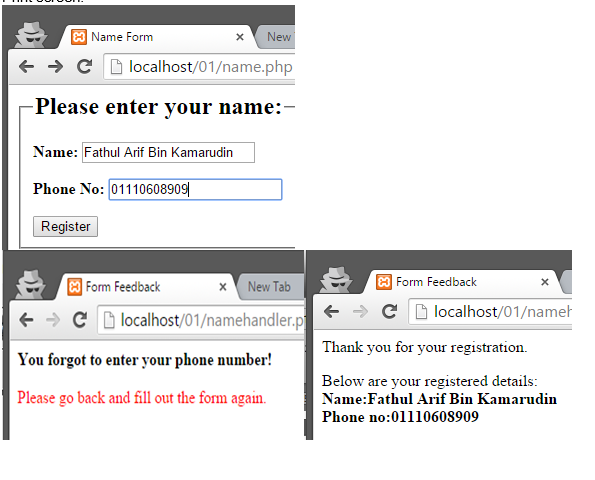 Print screen:
Name Form
New
localhost/01/name.php
Please enter your name:
Name: Fathul Arif Bin Kamarudin
Phone No: 01110608909
Register
Form Feedback
New Tab
localhost/01/namehandler.p
You forgot to enter your phone number!
Please go back and fill out the form again.
Form Feedback
localhost/01/nameh
Thank you for your registration.
Below are your registered details:
Name:Fathul Arif Bin Kamarudin
Phone no:01110608909